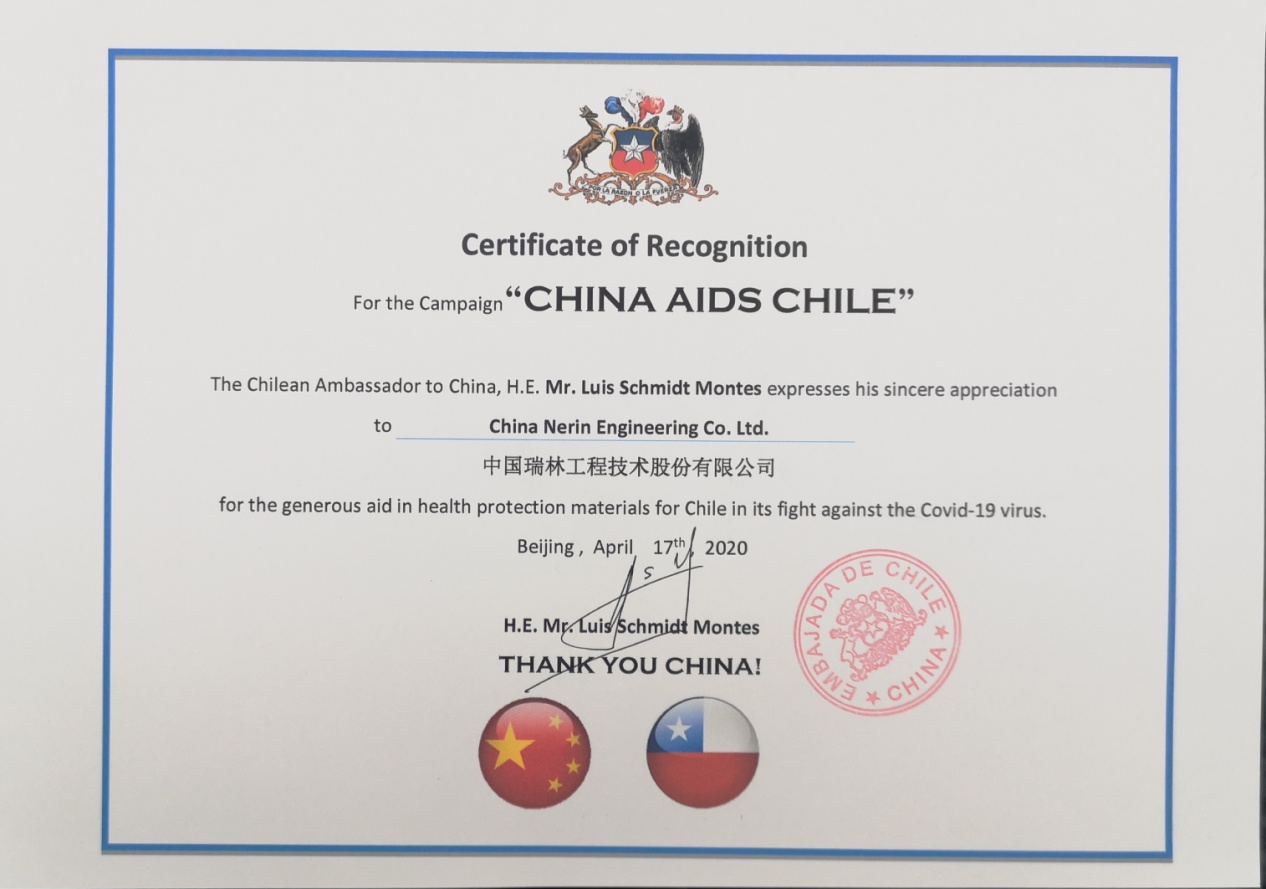 POR LA RAZON O LA FUERZA
Certificate of Recognition
For the Campaign “CHINA AIDS CHILE”
The Chilean Ambassador to China, H.E. Mr. Luis Schmidt Montes expresses his sincere appreciation
to China Nerin Engineering Co. Ltd.
中国瑞林工程技术股份有限公司
for the generous aid in health protection materials for Chile in its fight against the Covid-19 virus.
Beijing , April 17th, 2020
H.E. Mr. Luis Schmidt Montes
THANK YOU CHINA!
EMBAJADA DE CHILE
★ CHINA ★